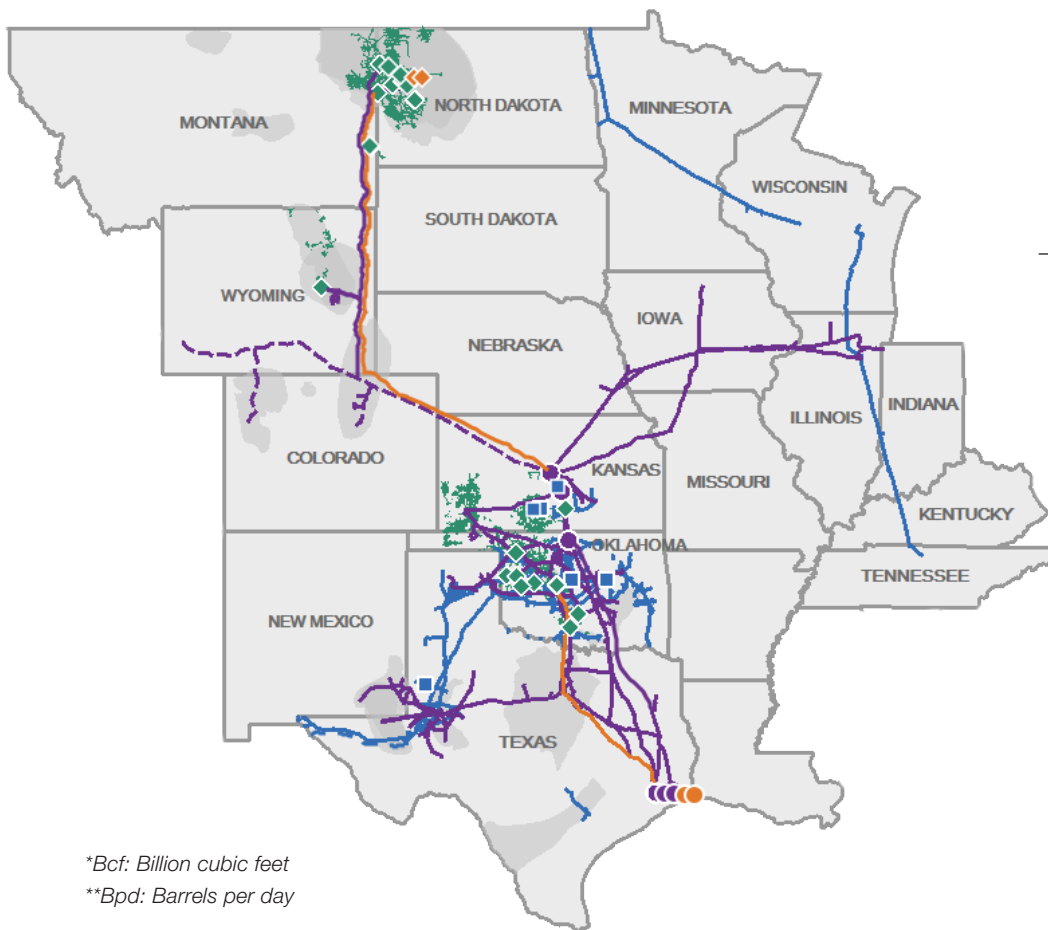 NORTH DAKOTA
MINNESOTA
MONTANA
WISCONSIN
SOUTH DAKOTA
WYOMING
IOWA
NEBRASKA
INDIANA
ILLINOIS
COLORADO
KANSAS
MISSOURI
KENTUCKY
OKLAHOMA
TENNESSEE
NEW MEXICO
TEXAS
*Bcf: Billion cubic feet
**Bpd: Barrels per day